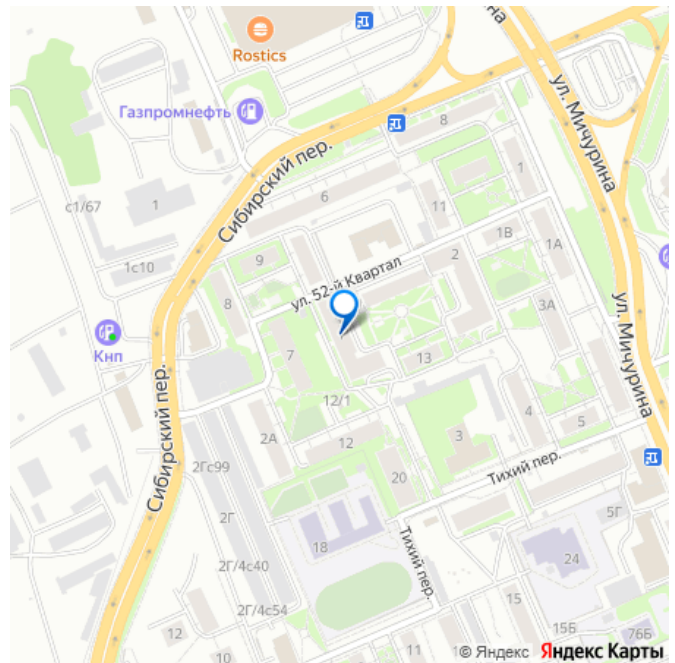 на
Rostics
Газпромнефть
ул. Мичурина
8
Сибирский пер.
с1/67
1
6
11
1
1с10
9
ул. 52-й Квартал
2
1В
1А
8
3А
Кнп
7
13
ул. Мичурина
12/1
Сибирский пер.
2А
12
4
5
3
2Гс99
20
Тихий пер.
2Г
5Г
18
Тихий пер.
24
2Г/4с40
2Г/4с54
15
12
10
15Б
76Б
© Яндекс Яндекс Карты